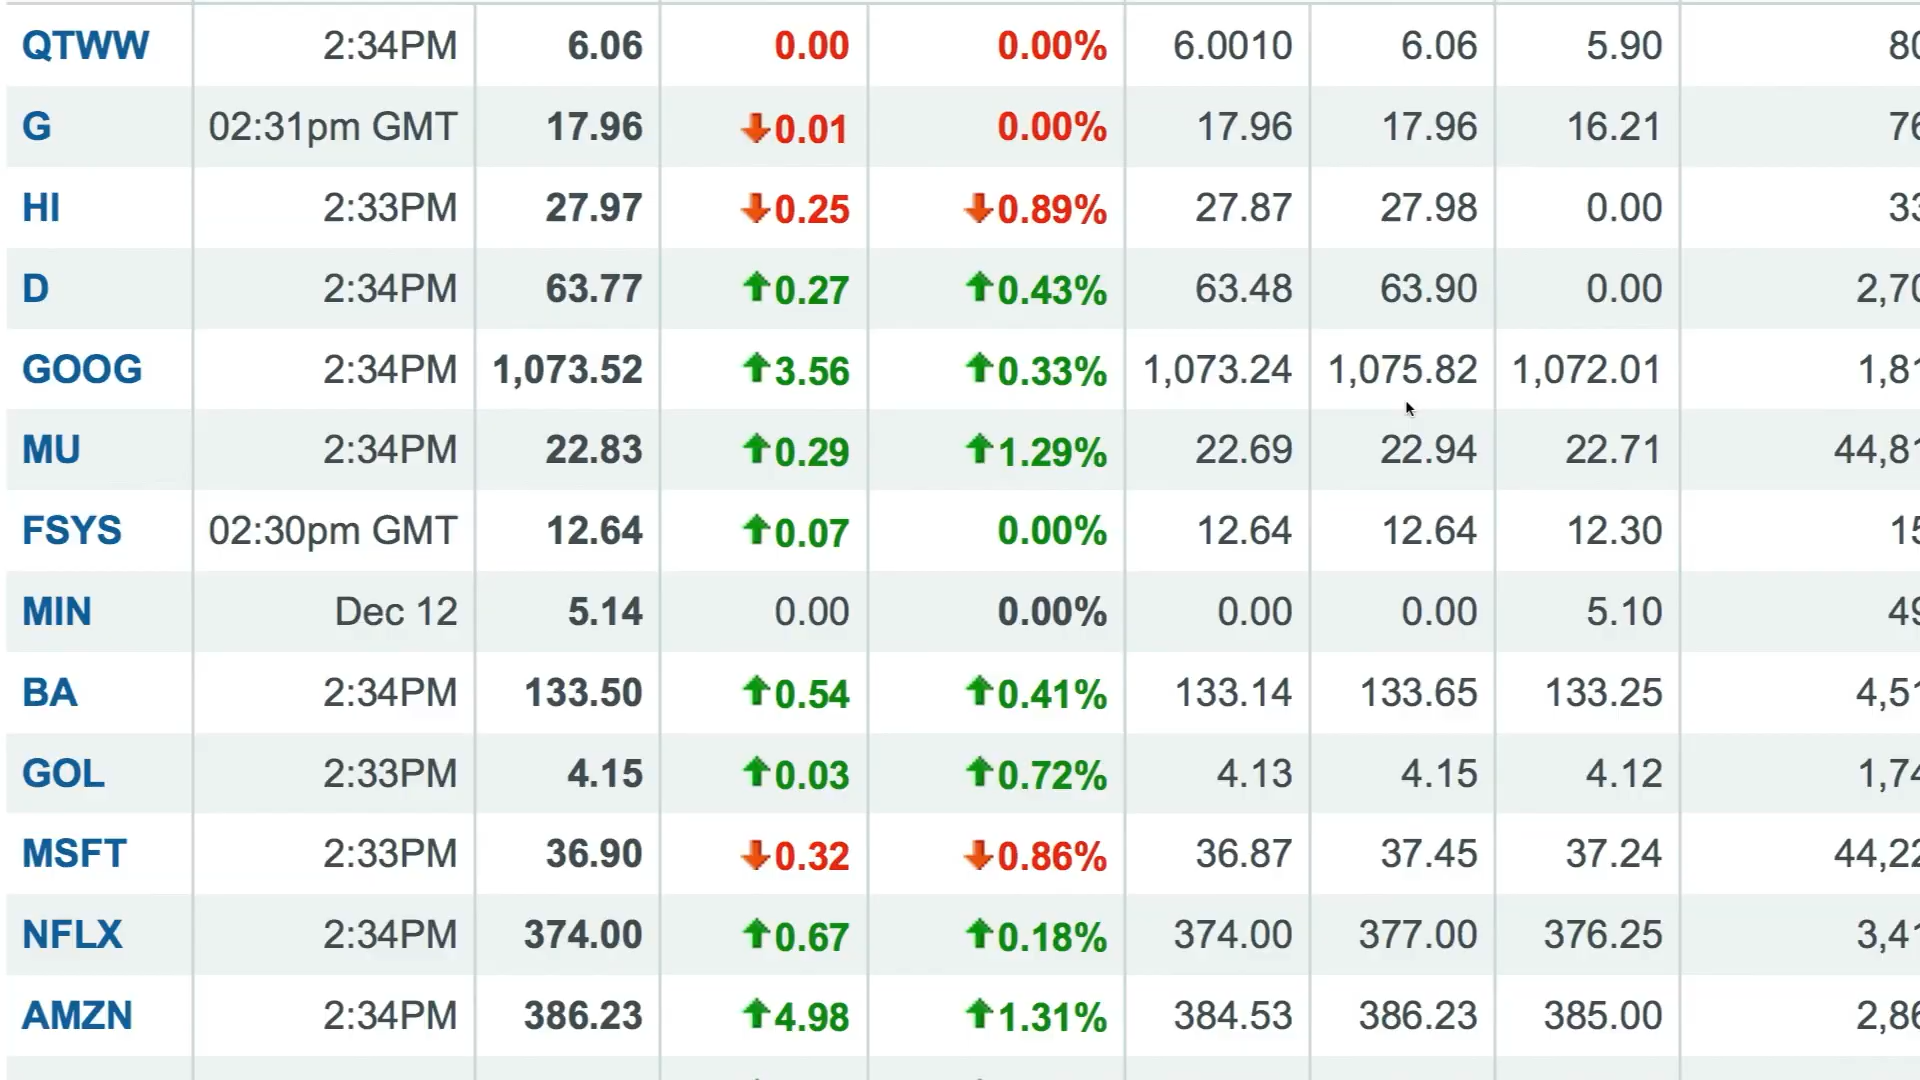 QTWW 2:34PM 6.06 0.00 0.00% 6.0010 6.06 5.90
G 02:31pm GMT 17.96 0.01 0.00% 17.96 17.96 16.21
HI 2:33PM 27.97 0.25 0.89% 27.87 27.98 0.00
D 2:34PM 63.77 0.27 0.43% 63.48 63.90 0.00
GOOG 2:34PM 1,073.52 3.56 0.33% 1,073.24 1,075.82 1,072.01
MU 2:34PM 22.83 0.29 1.29% 22.69 22.94 22.71
FSYS 02:30pm GMT 12.64 0.07 0.00% 12.64 12.64 12.30
MIN Dec 12 5.14 0.00 0.00% 0.00 0.00 5.10
BA 2:34PM 133.50 0.54 0.41% 133.14 133.65 133.25
GOL 2:33PM 4.15 0.03 0.72% 4.13 4.15 4.12
MSFT 2:33PM 36.90 0.32 0.86% 36.87 37.45 37.24
NFLX 2:34PM 374.00 0.67 0.18% 374.00 377.00 376.25
AMZN 2:34PM 386.23 4.98 1.31% 384.53 386.23 385.00